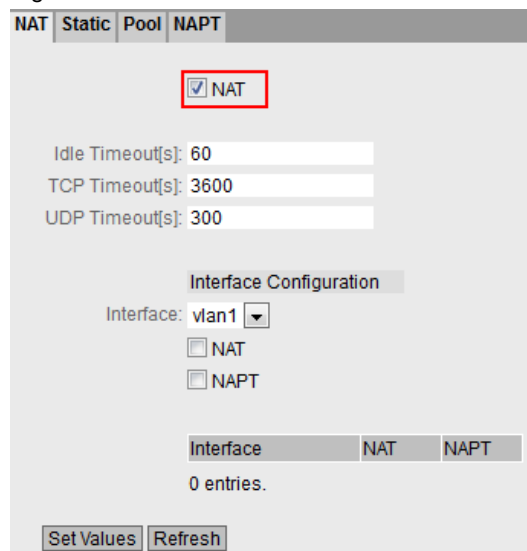 NAT Static Pool NAPT
NAT
Idle Timeout[s]: 60
TCP Timeout[s]: 3600
UDP Timeout[s]: 300
Interface Configuration
Interface: vlan1
NAT
NAPT
Interface NAT NAPT
0 entries.
Set Values Refresh